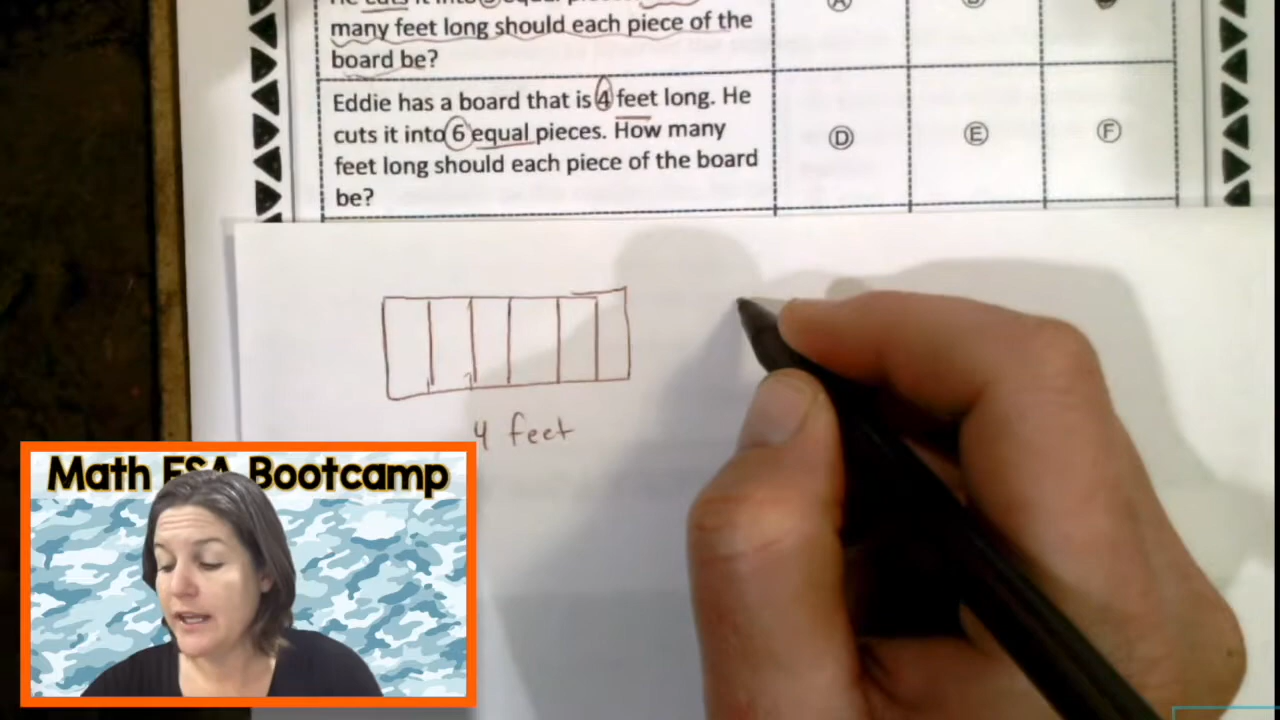 many feet long should each piece of the
board be?
Eddie has a board that is 4 feet long. He
cuts it into 6 equal pieces. How many
feet long should each piece of the board
be?
D E F
4 feet
Math FSA Bootcamp